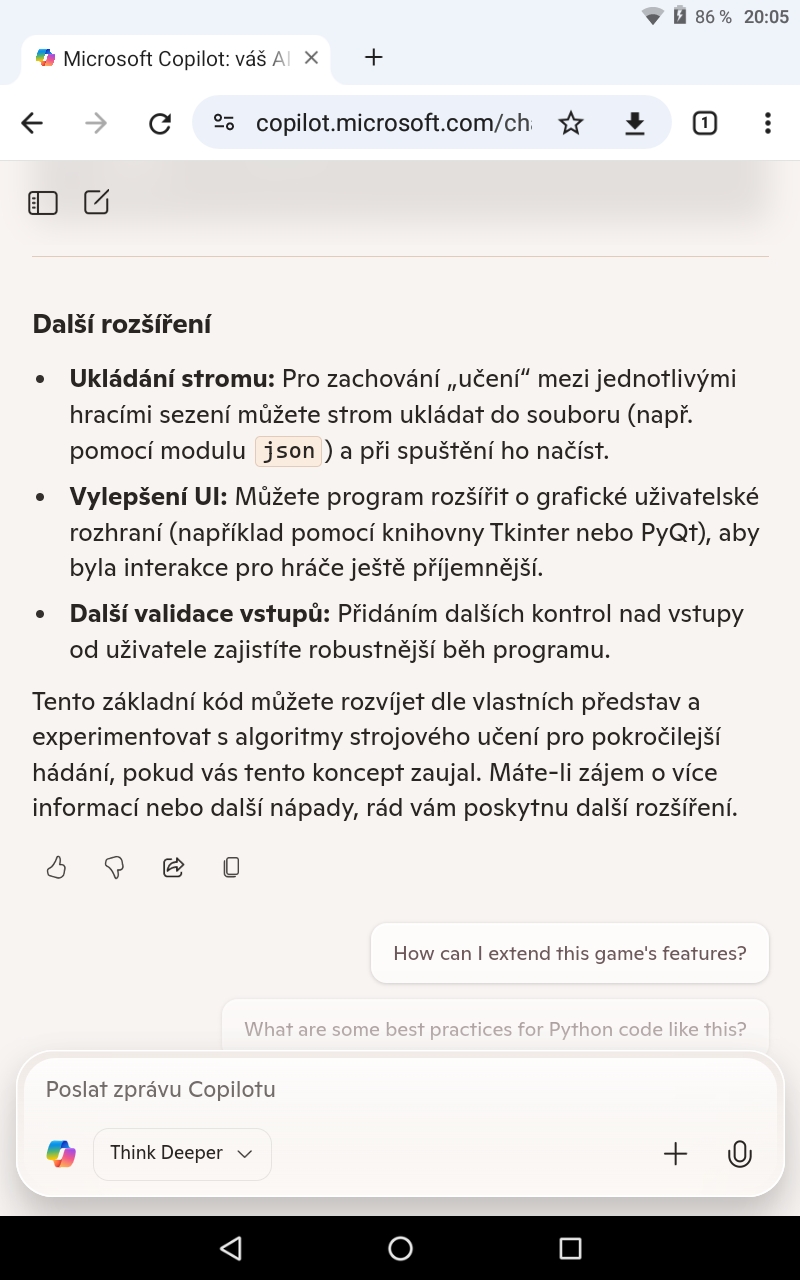 86 % 20:05
Microsoft Copilot: váš AI
copilot.microsoft.com/ch
1
Další rozšíření
• Ukládání stromu: Pro zachování „učení“ mezi jednotlivými
hracími sezení můžete strom ukládat do souboru (např.
pomocí modulu json) a při spuštění ho načíst.
• Vylepšení UI: Můžete program rozšířit o grafické uživatelské
rozhraní (například pomocí knihovny Tkinter nebo PyQt), aby
byla interakce pro hráče ještě příjemnější.
• Další validace vstupů: Přidáním dalších kontrol nad vstupy
od uživatele zajistíte robustnější běh programu.
Tento základní kód můžete rozvíjet dle vlastních představ a
experimentovat s algoritmy strojového učení pro pokročilejší
hádání, pokud vás tento koncept zaujal. Máte-li zájem o více
informací nebo další nápady, rád vám poskytnu další rozšíření.
How can I extend this game's features?
What are some best practices for Python code like this?
Poslat zprávu Copilotu
Think Deeper